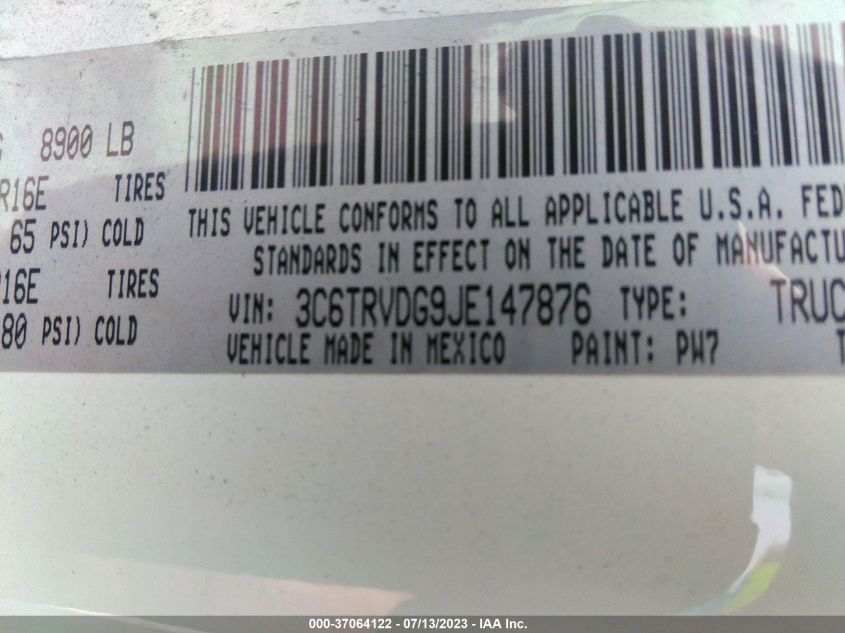 G 8900 LB
R16E TIRES
65 PSI) COLD
R16E TIRES
80 PSI) COLD
THIS VEHICLE CONFORMS TO ALL APPLICABLE U.S.A. FED
STANDARDS IN EFFECT ON THE DATE OF MANUFACTU
VIN: 3C6TRVDG9JE147876 TYPE: TRUC
VEHICLE MADE IN MEXICO PAINT: PW7 T
000-37064122 - 07/13/2023 - IAA Inc.